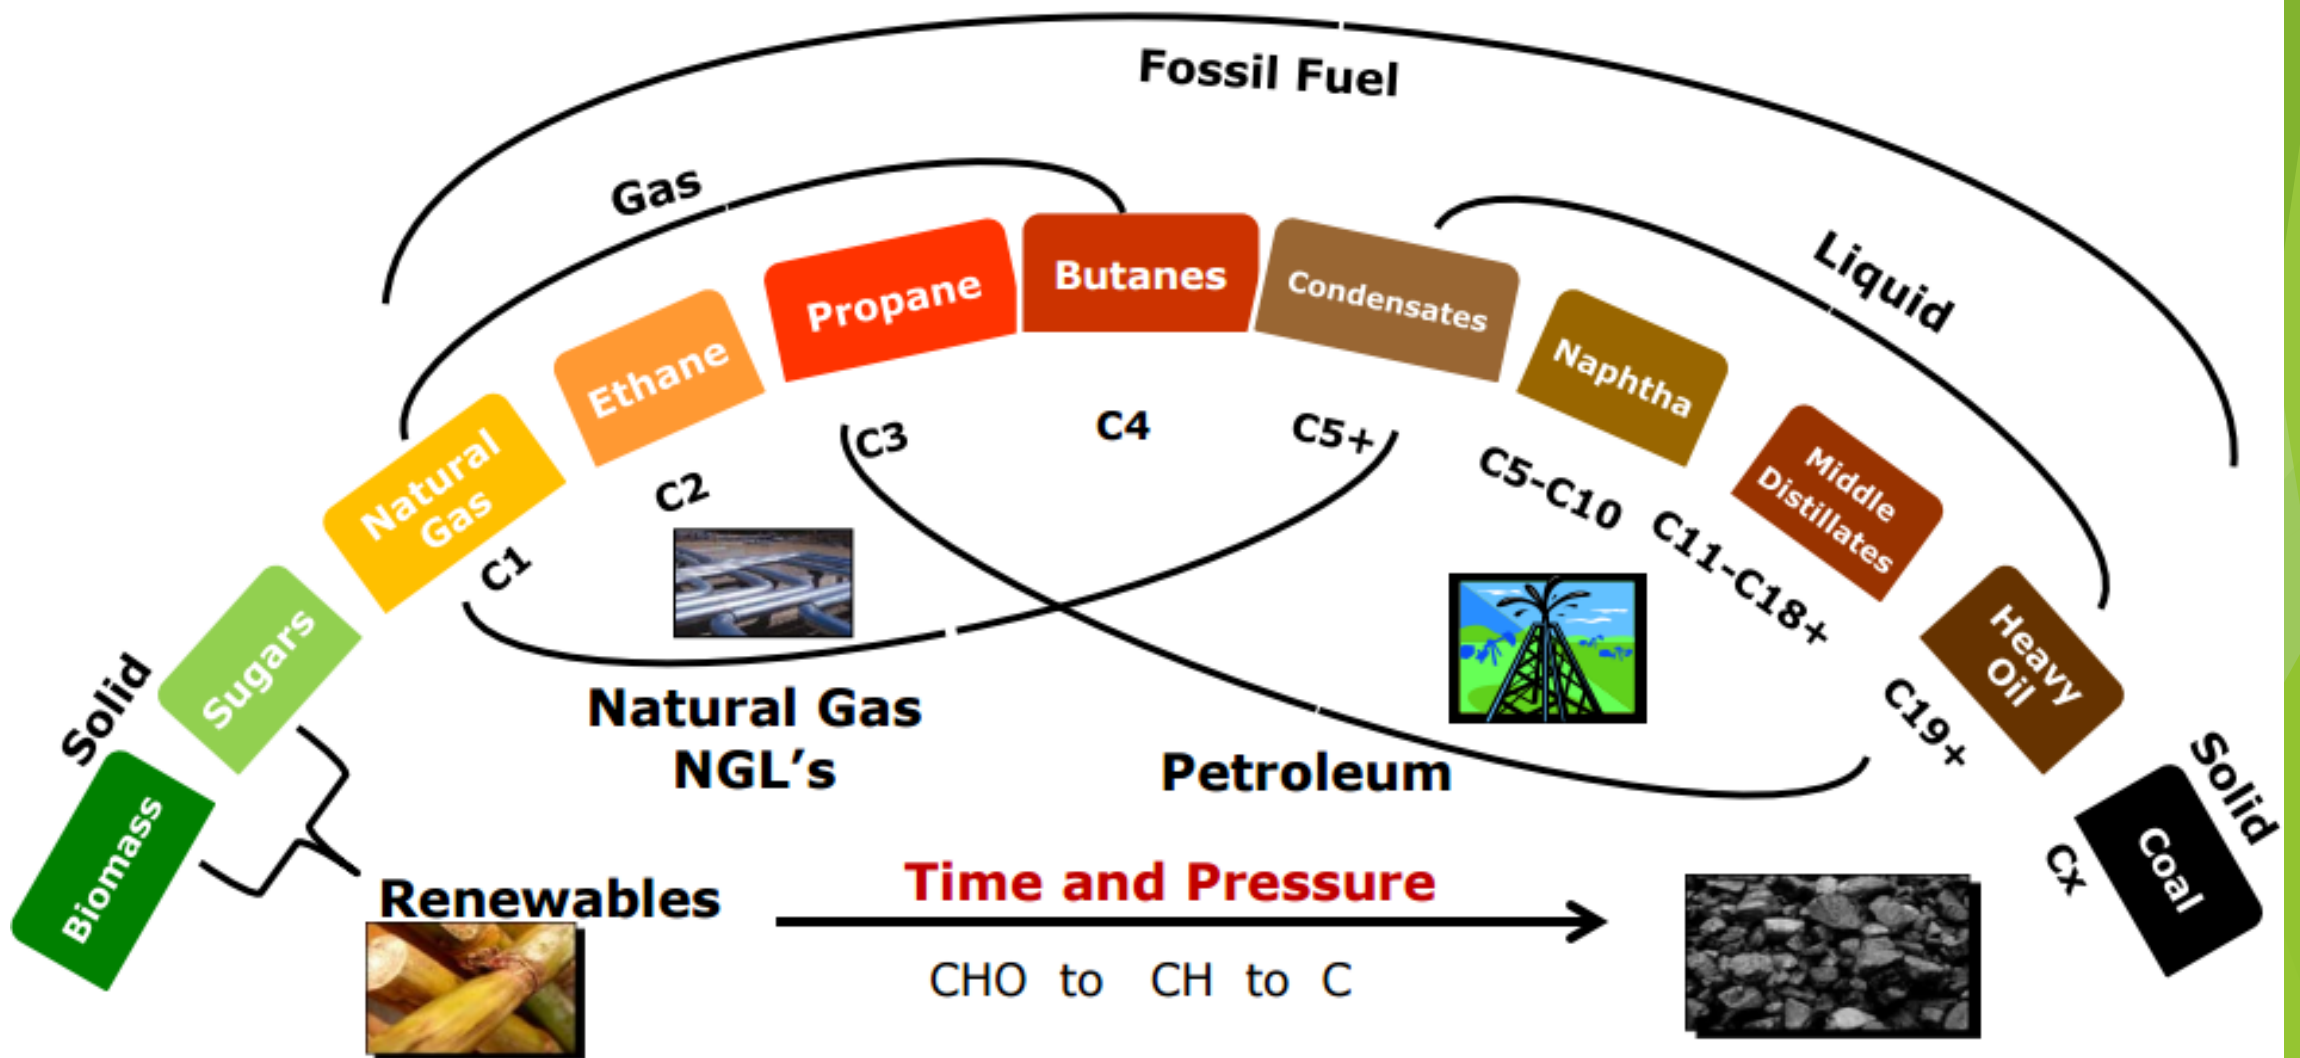 Fossil Fuel
Gas
Liquid
Solid
Biomass
Sugars
Natural
Gas
Ethane
Propane
Butanes
Condensates
Naphtha
Middle
Distillates
Heavy
Oil
Coal
Solid
C1
C2
C3
C4
C5+
C5-C10
C11-C18+
C19+
Cx
Natural Gas
NGL’s
Petroleum
Renewables
Time and Pressure
CHO to CH to C